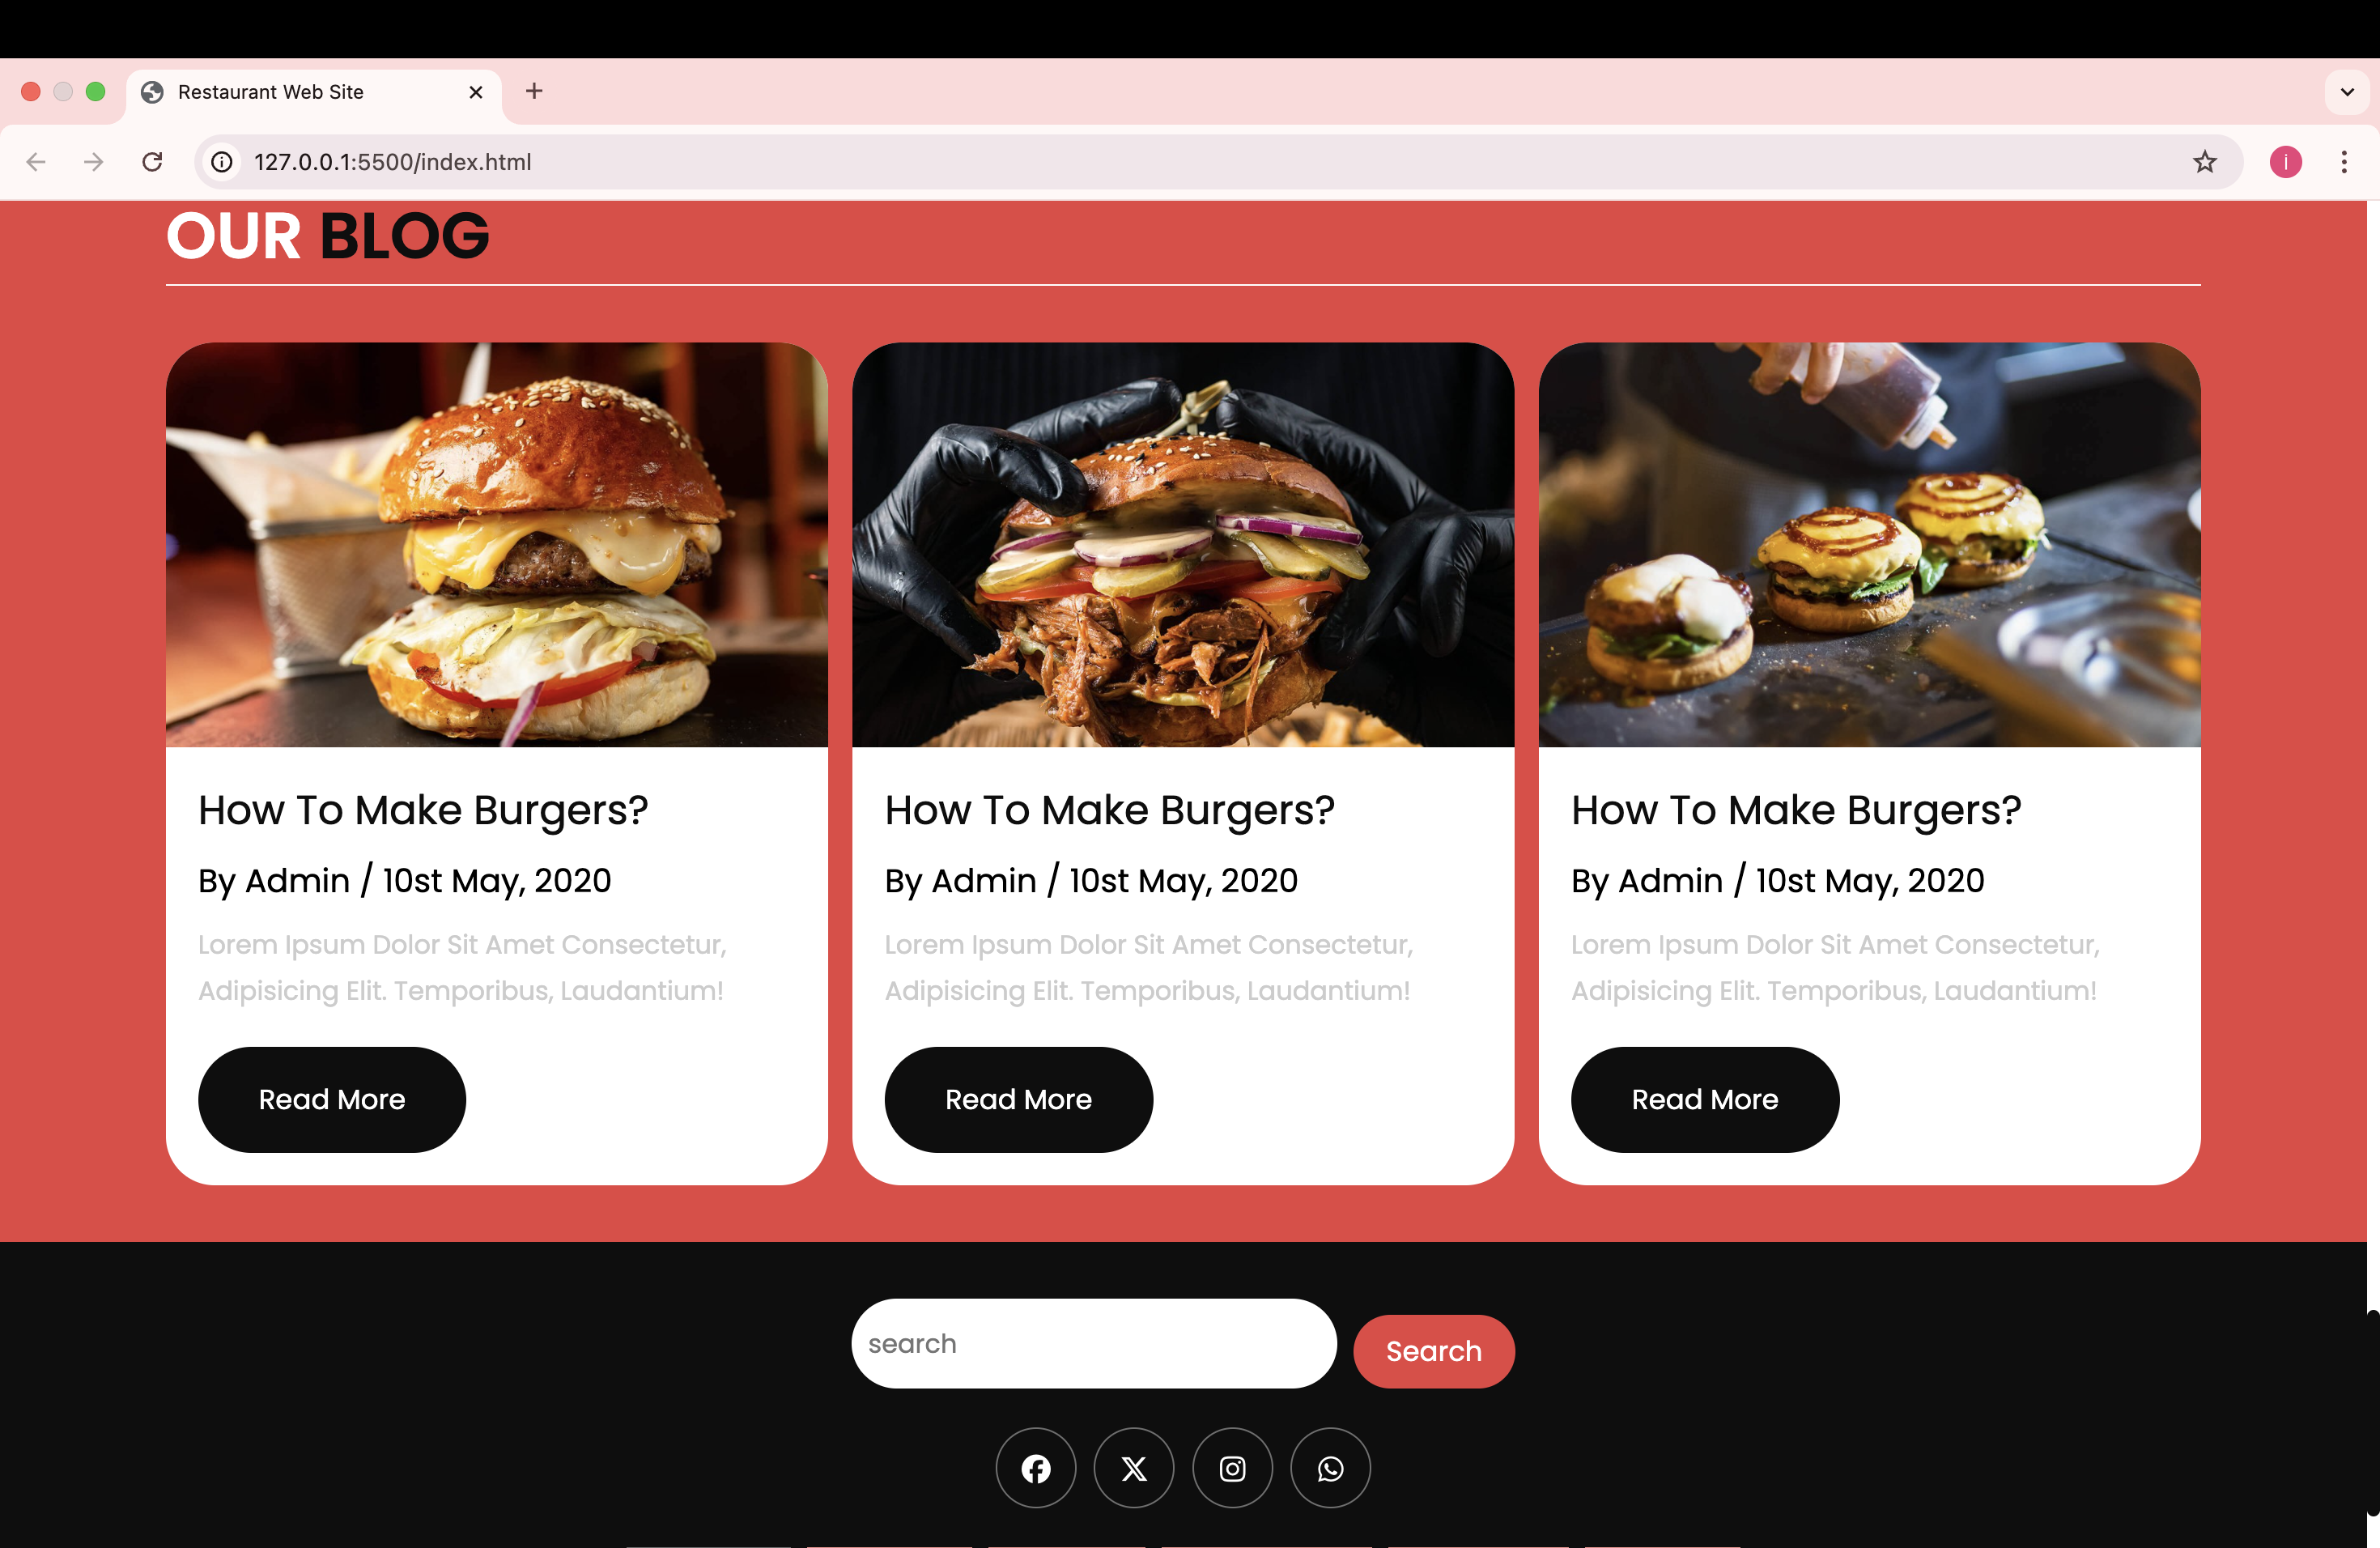 Restaurant Web Site
127.0.0.1:5500/index.html
i
OUR BLOG
How To Make Burgers?
By Admin / 10st May, 2020
Lorem Ipsum Dolor Sit Amet Consectetur,
Adipisicing Elit. Temporibus, Laudantium!
Read More
How To Make Burgers?
By Admin / 10st May, 2020
Lorem Ipsum Dolor Sit Amet Consectetur,
Adipisicing Elit. Temporibus, Laudantium!
Read More
How To Make Burgers?
By Admin / 10st May, 2020
Lorem Ipsum Dolor Sit Amet Consectetur,
Adipisicing Elit. Temporibus, Laudantium!
Read More
search
Search